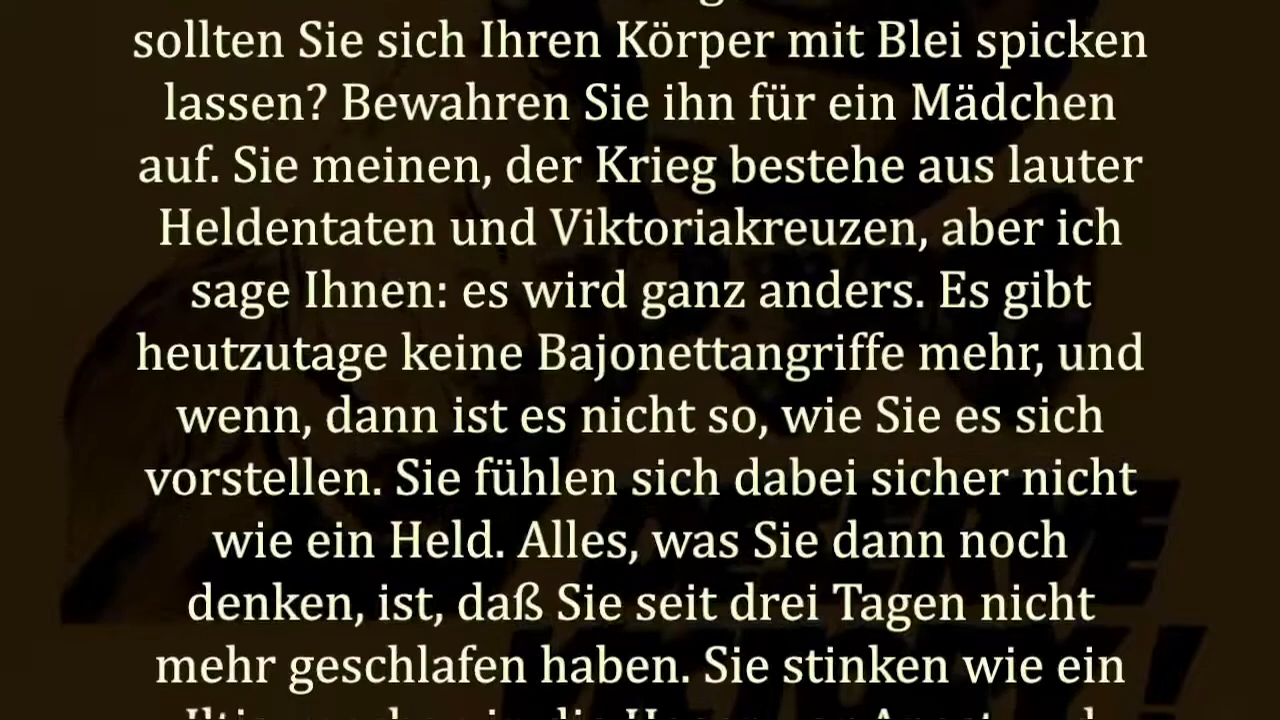 sollten Sie sich Ihren Körper mit Blei spicken
lassen? Bewahren Sie ihn für ein Mädchen
auf. Sie meinen, der Krieg bestehe aus lauter
Heldentaten und Viktoriakreuzen, aber ich
sage Ihnen: es wird ganz anders. Es gibt
heutzutage keine Bajonettangriffe mehr, und
wenn, dann ist es nicht so, wie Sie es sich
vorstellen. Sie fühlen sich dabei sicher nicht
wie ein Held. Alles, was Sie dann noch
denken, ist, daß Sie seit drei Tagen nicht
mehr geschlafen haben. Sie stinken wie ein